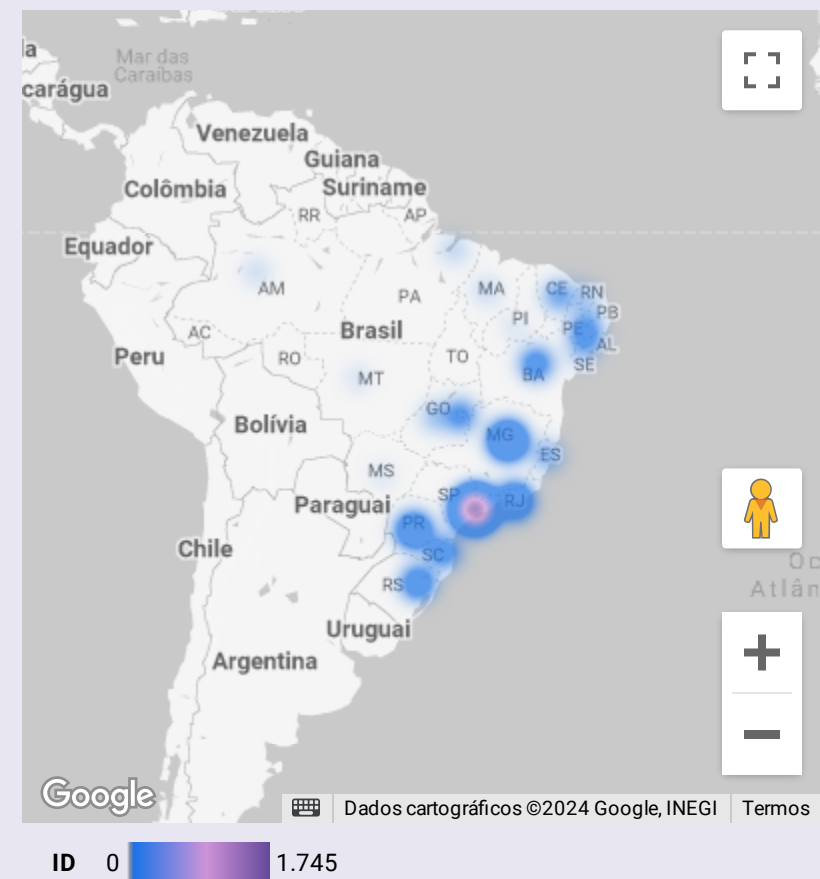 la
carágua
Mar das
Caraíbas
Venezuela
Guiana
Suriname
Colômbia
RR
AP
Equador
AM
PA
MA
CE
RN
PB
PI
PE
AC
Brasil
AL
Peru
RO
TO
SE
MT
BA
GO
Bolívia
MG
ES
MS
SP
RJ
Paraguai
PR
Chile
SC
Oc
Atlân
RS
Uruguai
Argentina
Google
Dados cartográficos ©2024 Google, INEGI
Termos
ID 0 1.745